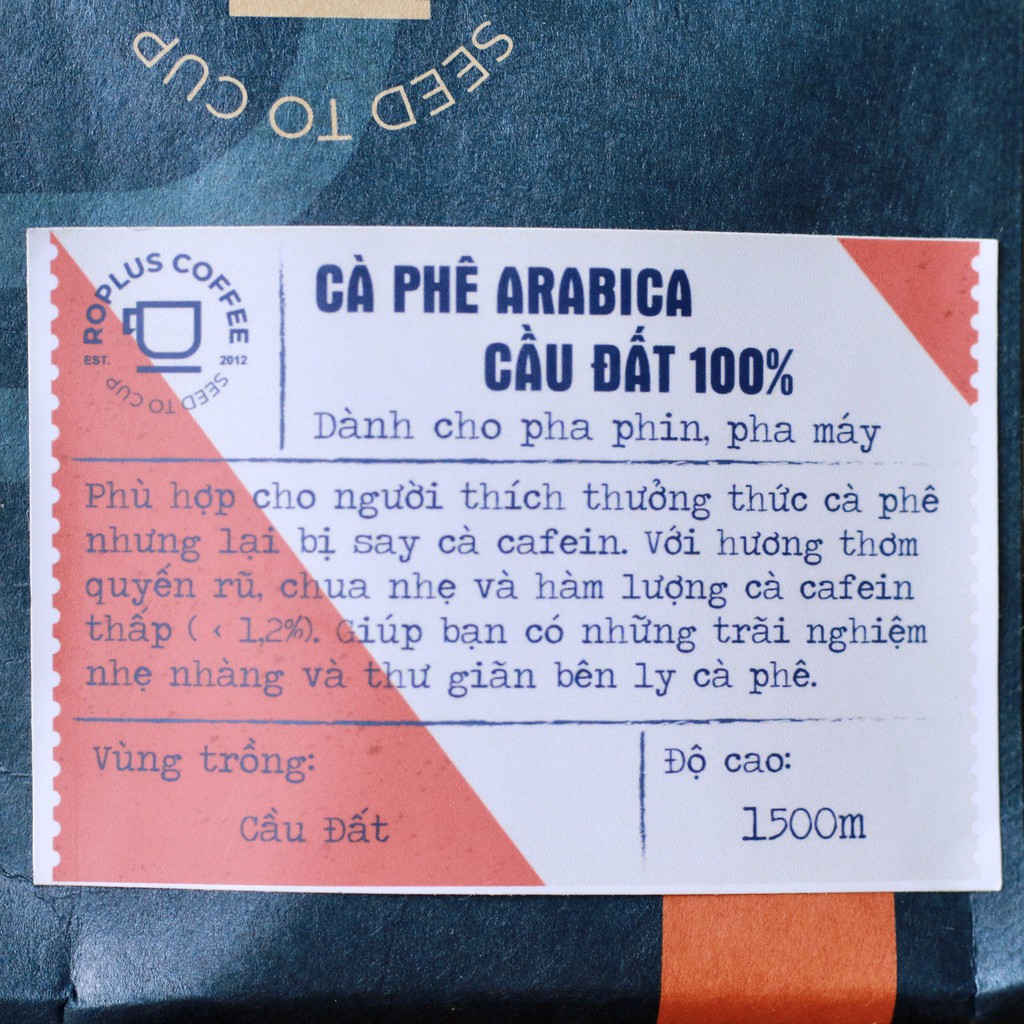 SEED TO CUP
ROPLUS COFFEE
EST. 2012
SEED TO CUP
CÀ PHÊ ARABICA
CẦU ĐẤT 100%
Dành cho pha phin, pha máy
Phù hợp cho người thích thưởng thức cà phê
nhưng lại bị say cà cafein. Với hương thơm
quyến rũ, chua nhẹ và hàm lượng cà cafein
thấp ( < 1,2%). Giúp bạn có những trãi nghiệm
nhẹ nhàng và thư giãn bên ly cà phê.
Vùng trồng:
Cầu Đất
Độ cao:
1500m